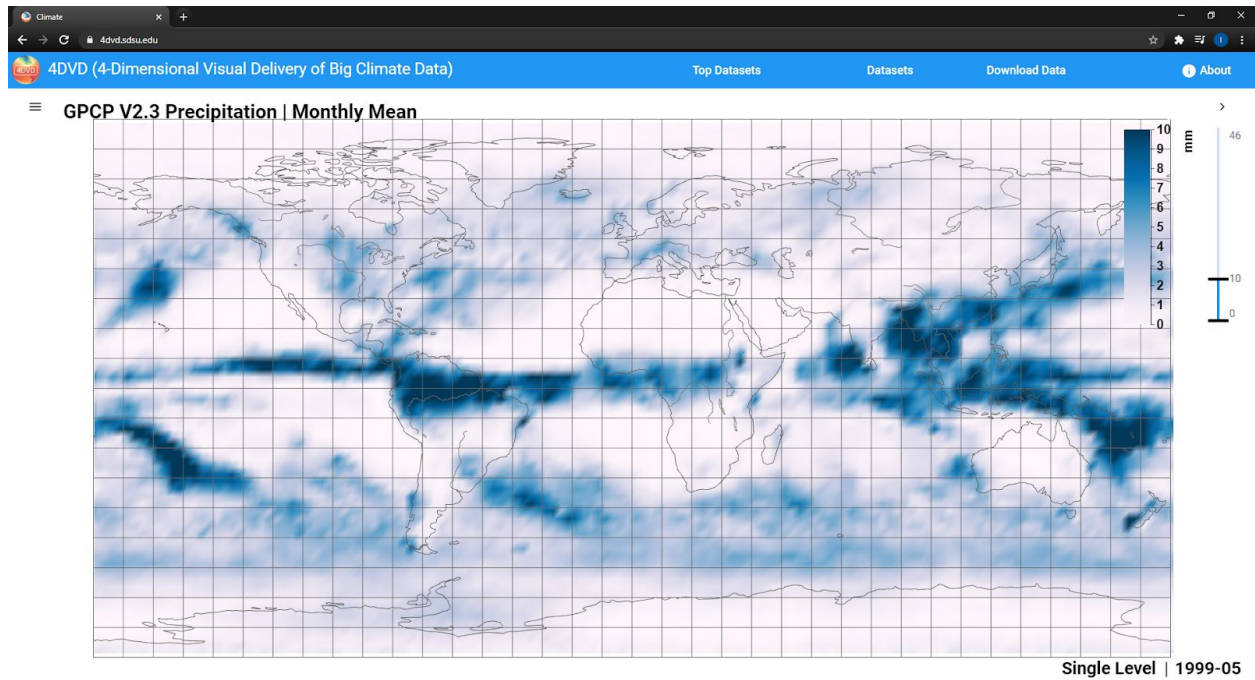 Climate
4dvd.sdsu.edu
4DVD
4DVD (4-Dimensional Visual Delivery of Big Climate Data)
Top Datasets
Datasets
Download Data
About
GPCP V2.3 Precipitation | Monthly Mean
10
9
8
7
6
5
4
3
2
1
0
mm
46
10
0
Single Level | 1999-05